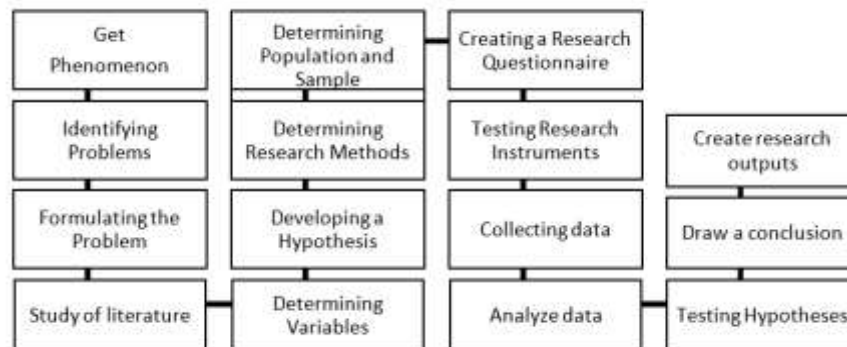 Get
Phenomenon
Identifying
Problems
Formulating the
Problem
Study of literature
Determining
Population and
Sample
Determining
Research Methods
Developing a
Hypothesis
Determining
Variables
Creating a Research
Questionnaire
Testing Research
Instruments
Collecting data
Analyze data
Create research
outputs
Draw a conclusion
Testing Hypotheses